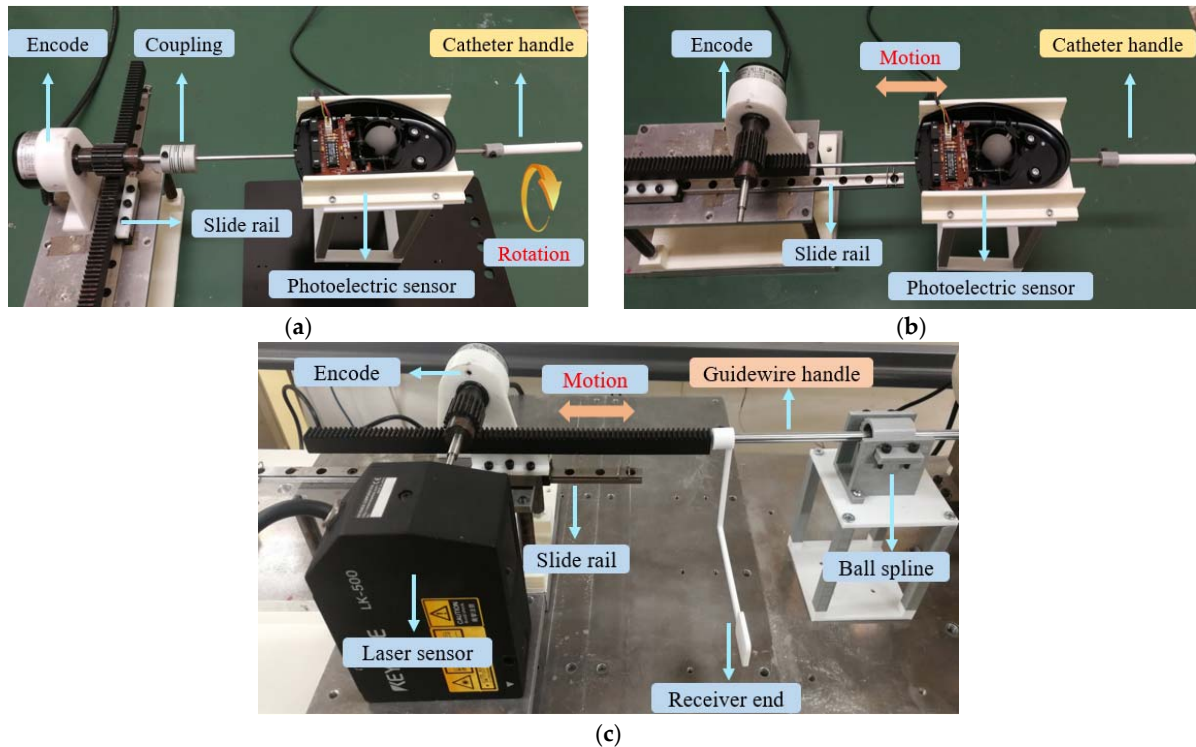 Encode
Coupling
Catheter handle
Slide rail
Rotation
Photoelectric sensor
(a)
Encode
Motion
Catheter handle
Slide rail
Photoelectric sensor
(b)
Encode
Motion
Guidewire handle
Slide rail
Ball spline
LK-500
CAUTION
Laser sensor
Receiver end
(c)